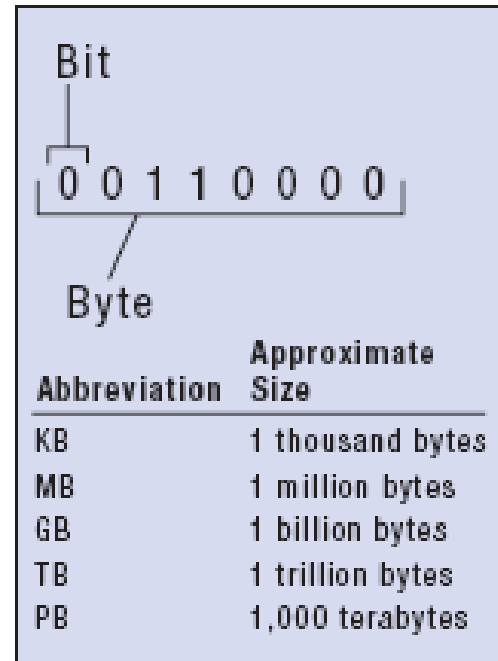 Bit
0 0 1 1 0 0 0 0
Byte
Approximate
Abbreviation Size
KB 1 thousand bytes
MB 1 million bytes
GB 1 billion bytes
TB 1 trillion bytes
PB 1,000 terabytes